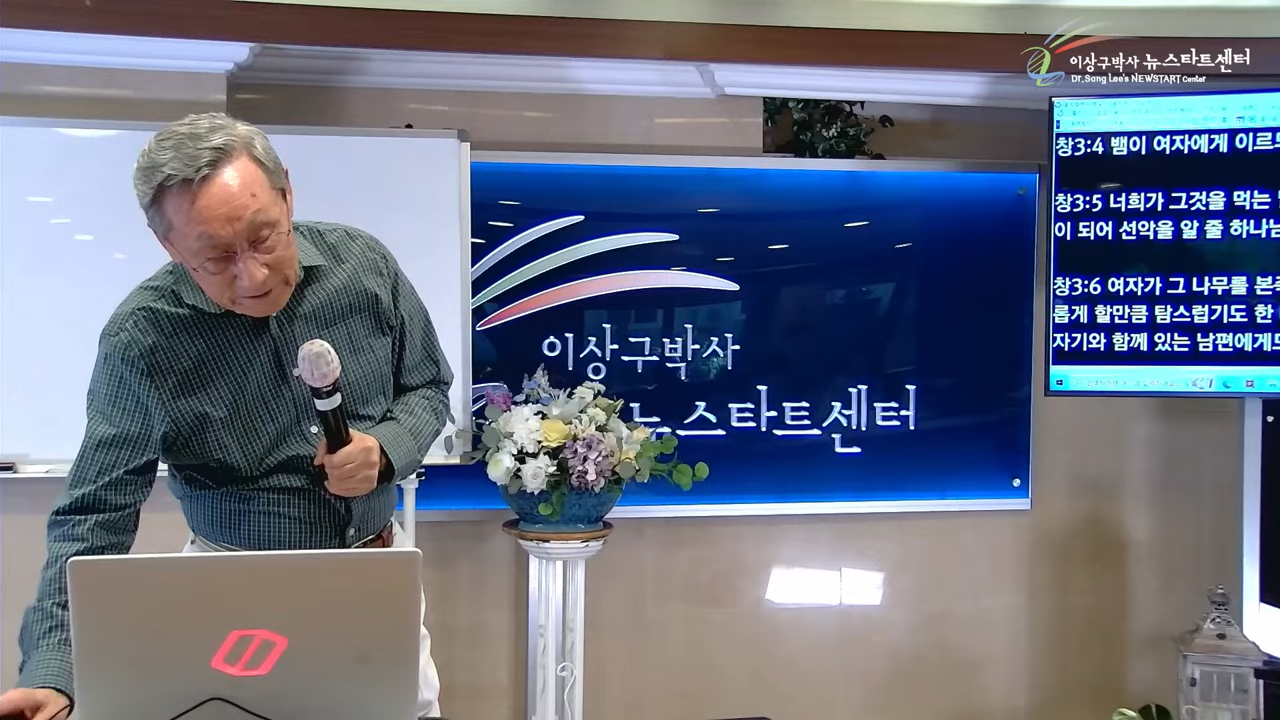 이상구박사 뉴스타트센터
Dr. Sang Lee's NEWSTART Center
창3:4 뱀이 여자에게 이르
창3:5 너희가 그것을 먹는
이 되어 선악을 알 줄 하나님
창3:6 여자가 그 나무를 본즉
롭게 할만큼 탐스럽기도 한
자기와 함께 있는 남편에게도
이상구박사
뉴스타트센터